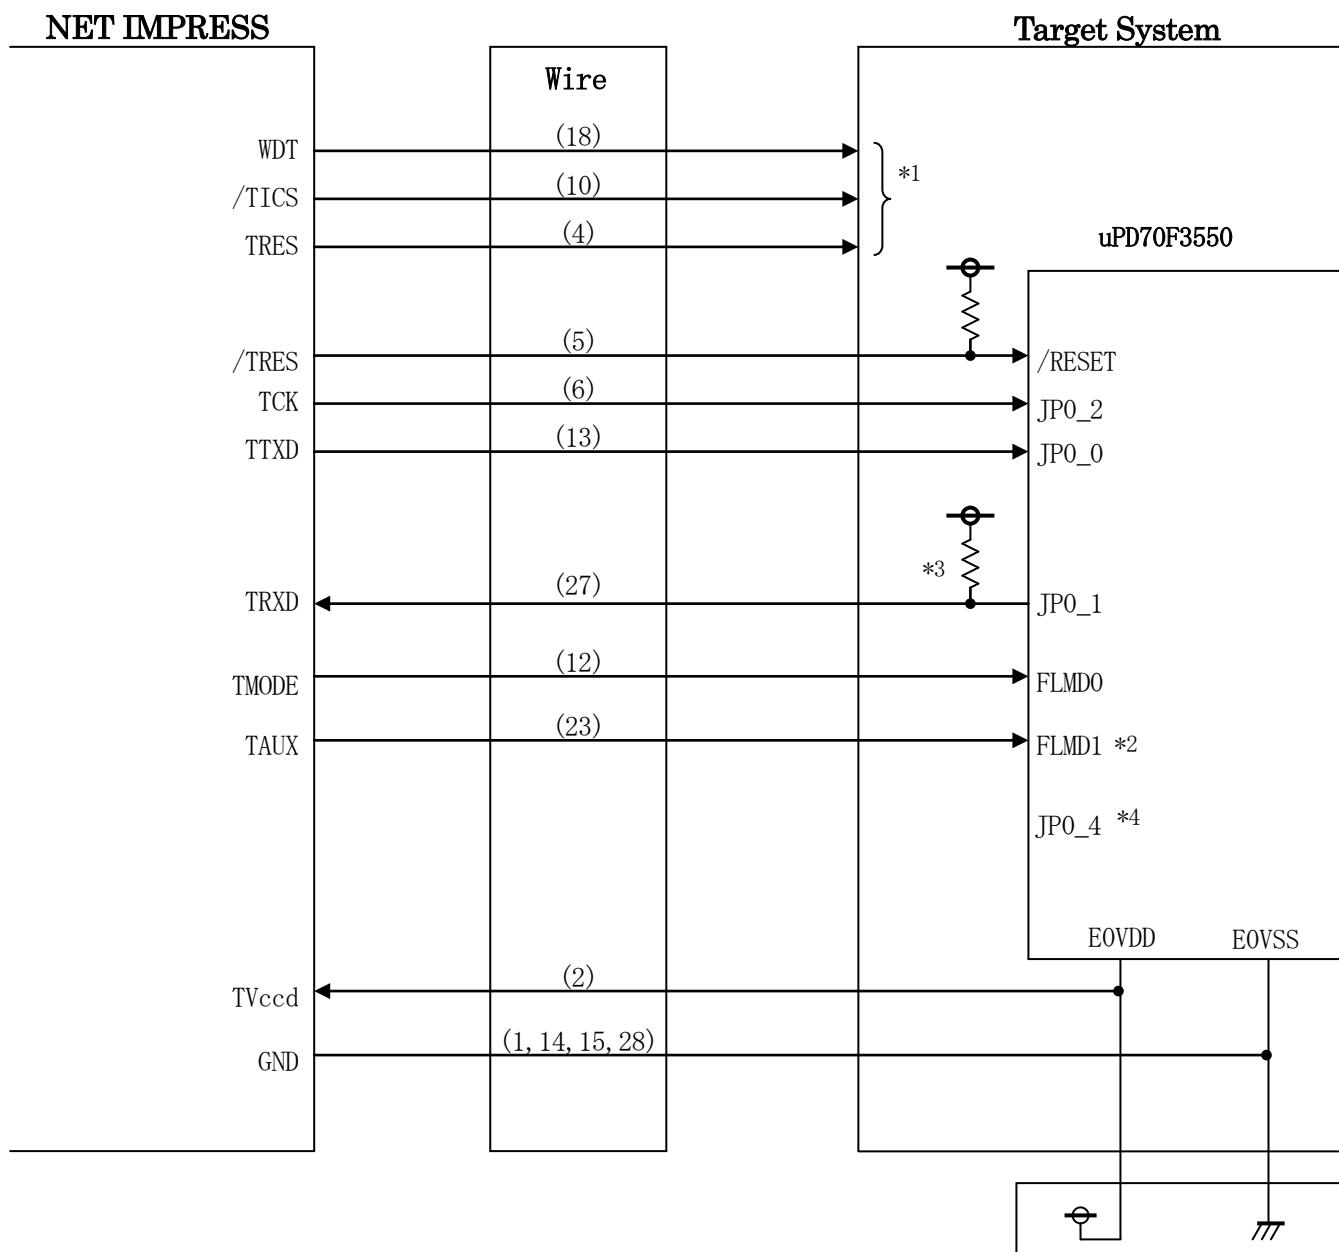 NET IMPRESS
Target System
Wire
WDT (18)
*1
/TICS (10)
TRES (4)
uPD70F3550
/TRES (5) /RESET
TCK (6) JP0_2
TTXD (13) JP0_0
*3
TRXD (27) JP0_1
TMODE (12) FLMD0
TAUX (23) FLMD1 *2
JP0_4 *4
E0VDD E0VSS
TVccd (2)
GND (1,14,15,28)